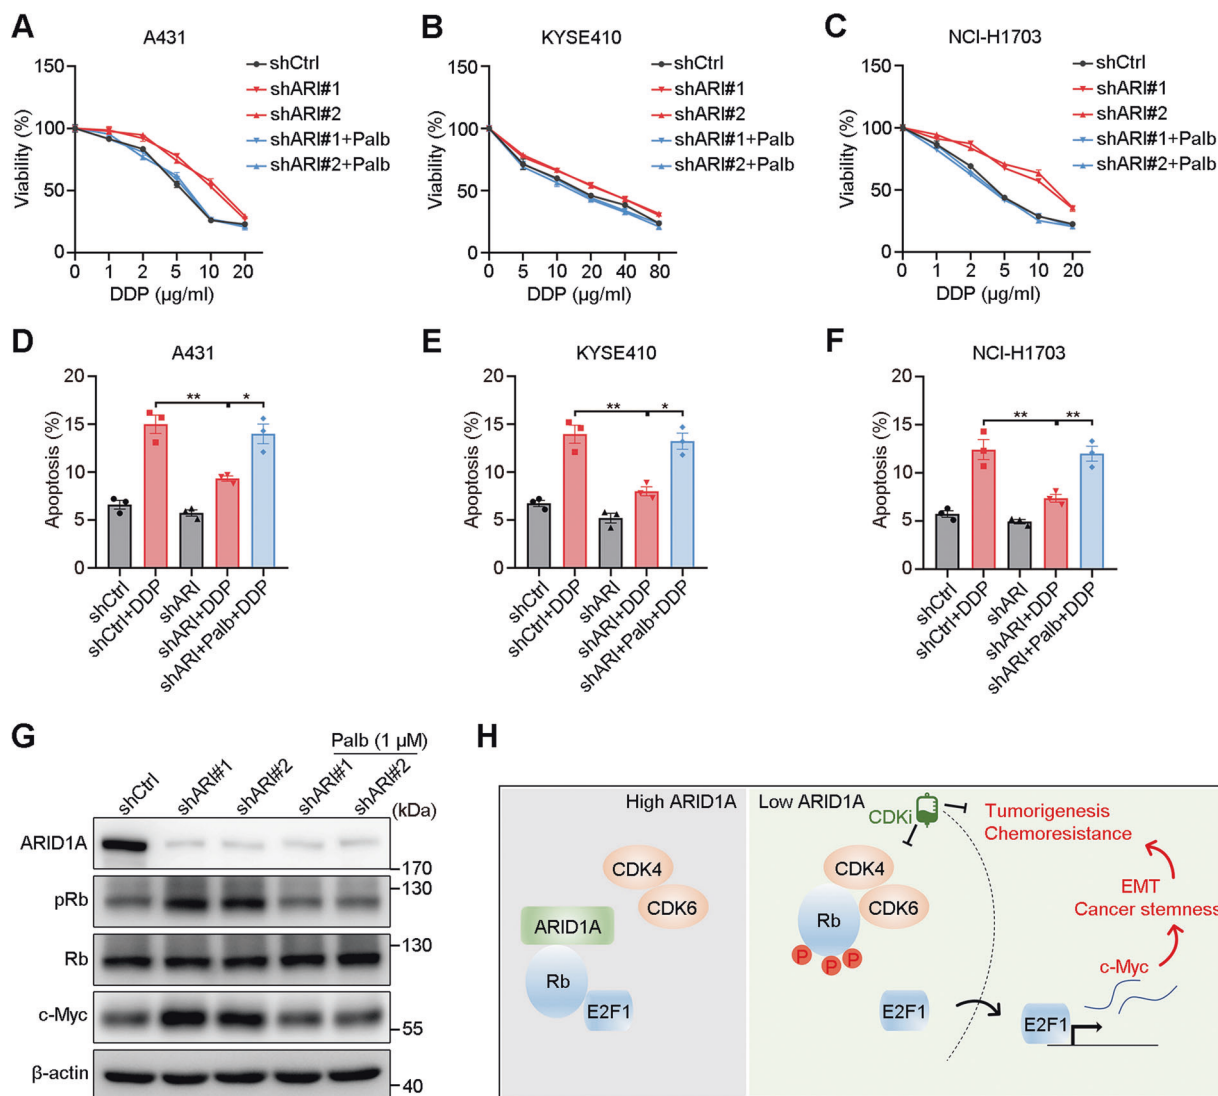 A
A431
Viability (%)
150
100
50
0
0 1 2 5 10 20
DDP (µg/ml)
shCtrl
shARI#1
shARI#2
shARI#1+Palb
shARI#2+Palb
B
KYSE410
Viability (%)
150
100
50
0
0 5 10 20 40 80
DDP (µg/ml)
shCtrl
shARI#1
shARI#2
shARI#1+Palb
shARI#2+Palb
C
NCI-H1703
Viability (%)
150
100
50
0
0 1 2 5 10 20
DDP (µg/ml)
shCtrl
shARI#1
shARI#2
shARI#1+Palb
shARI#2+Palb
D
A431
Apoptosis (%)
20
15
10
5
0
** *
shCtrl
shCtrl+DDP
shARI
shARI+DDP
shARI+Palb+DDP
E
KYSE410
Apoptosis (%)
20
15
10
5
0
** *
shCtrl
shCtrl+DDP
shARI
shARI+DDP
shARI+Palb+DDP
F
NCI-H1703
Apoptosis (%)
20
15
10
5
0
** **
shCtrl
shCtrl+DDP
shARI
shARI+DDP
shARI+Palb+DDP
G
Palb (1 µM)
shCtrl
shARI#1
shARI#2
shARI#1
shARI#2
(kDa)
ARID1A
170
pRb
130
Rb
130
c-Myc
55
β-actin
40
H
High ARID1A
CDK4
CDK6
ARID1A
Rb
E2F1
Low ARID1A
CDKi
Tumorigenesis
Chemoresistance
CDK4
CDK6
Rb
P P P
EMT
Cancer stemness
c-Myc
E2F1
E2F1